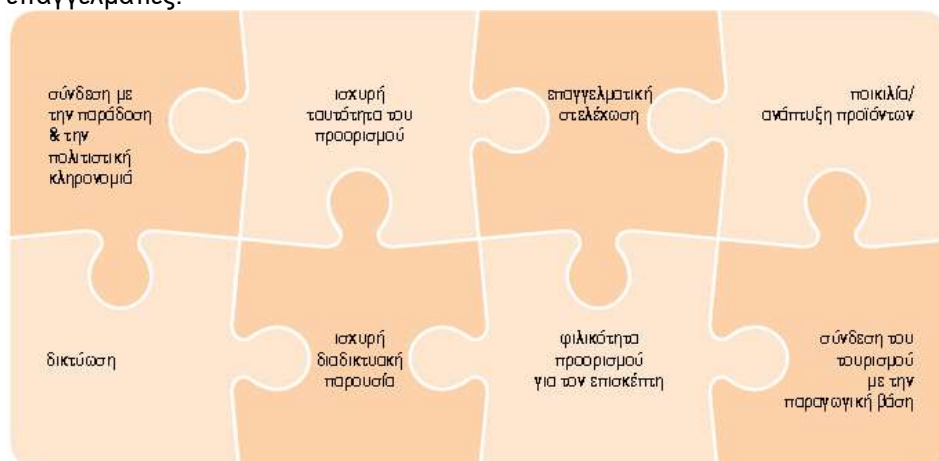 επαγγελματίες.
σύνδεση με
την παράδοση
& την
πολιτιστική
κληρονομιά
ισχυρή
ταυτότητα του
προορισμού
επαγγελματική
στελέχωση
ποικιλία/
ανάπτυξη προϊόντων
δικτύωση
ισχυρή
διαδικτυακή
παρουσία
φιλικότητα
προορισμού
για τον επισκέπτη
σύνδεση του
τουρισμού
με την
παραγωγική βάση